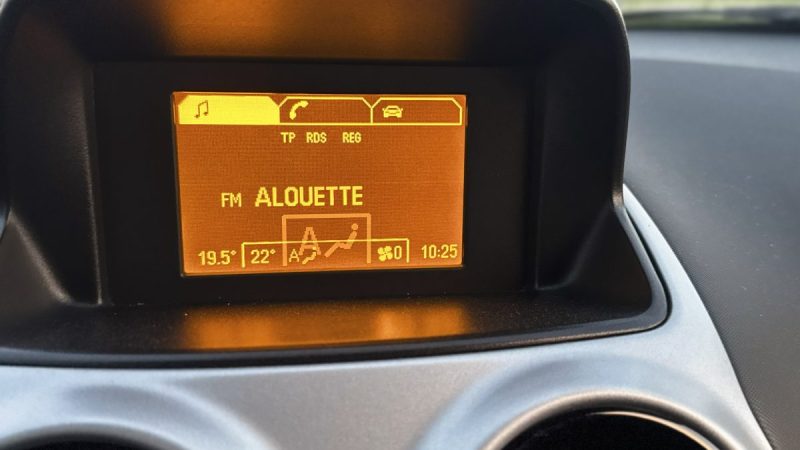 TP RDS REG
FM ALOUETTE
A
19.5° 22° A 0 10:25